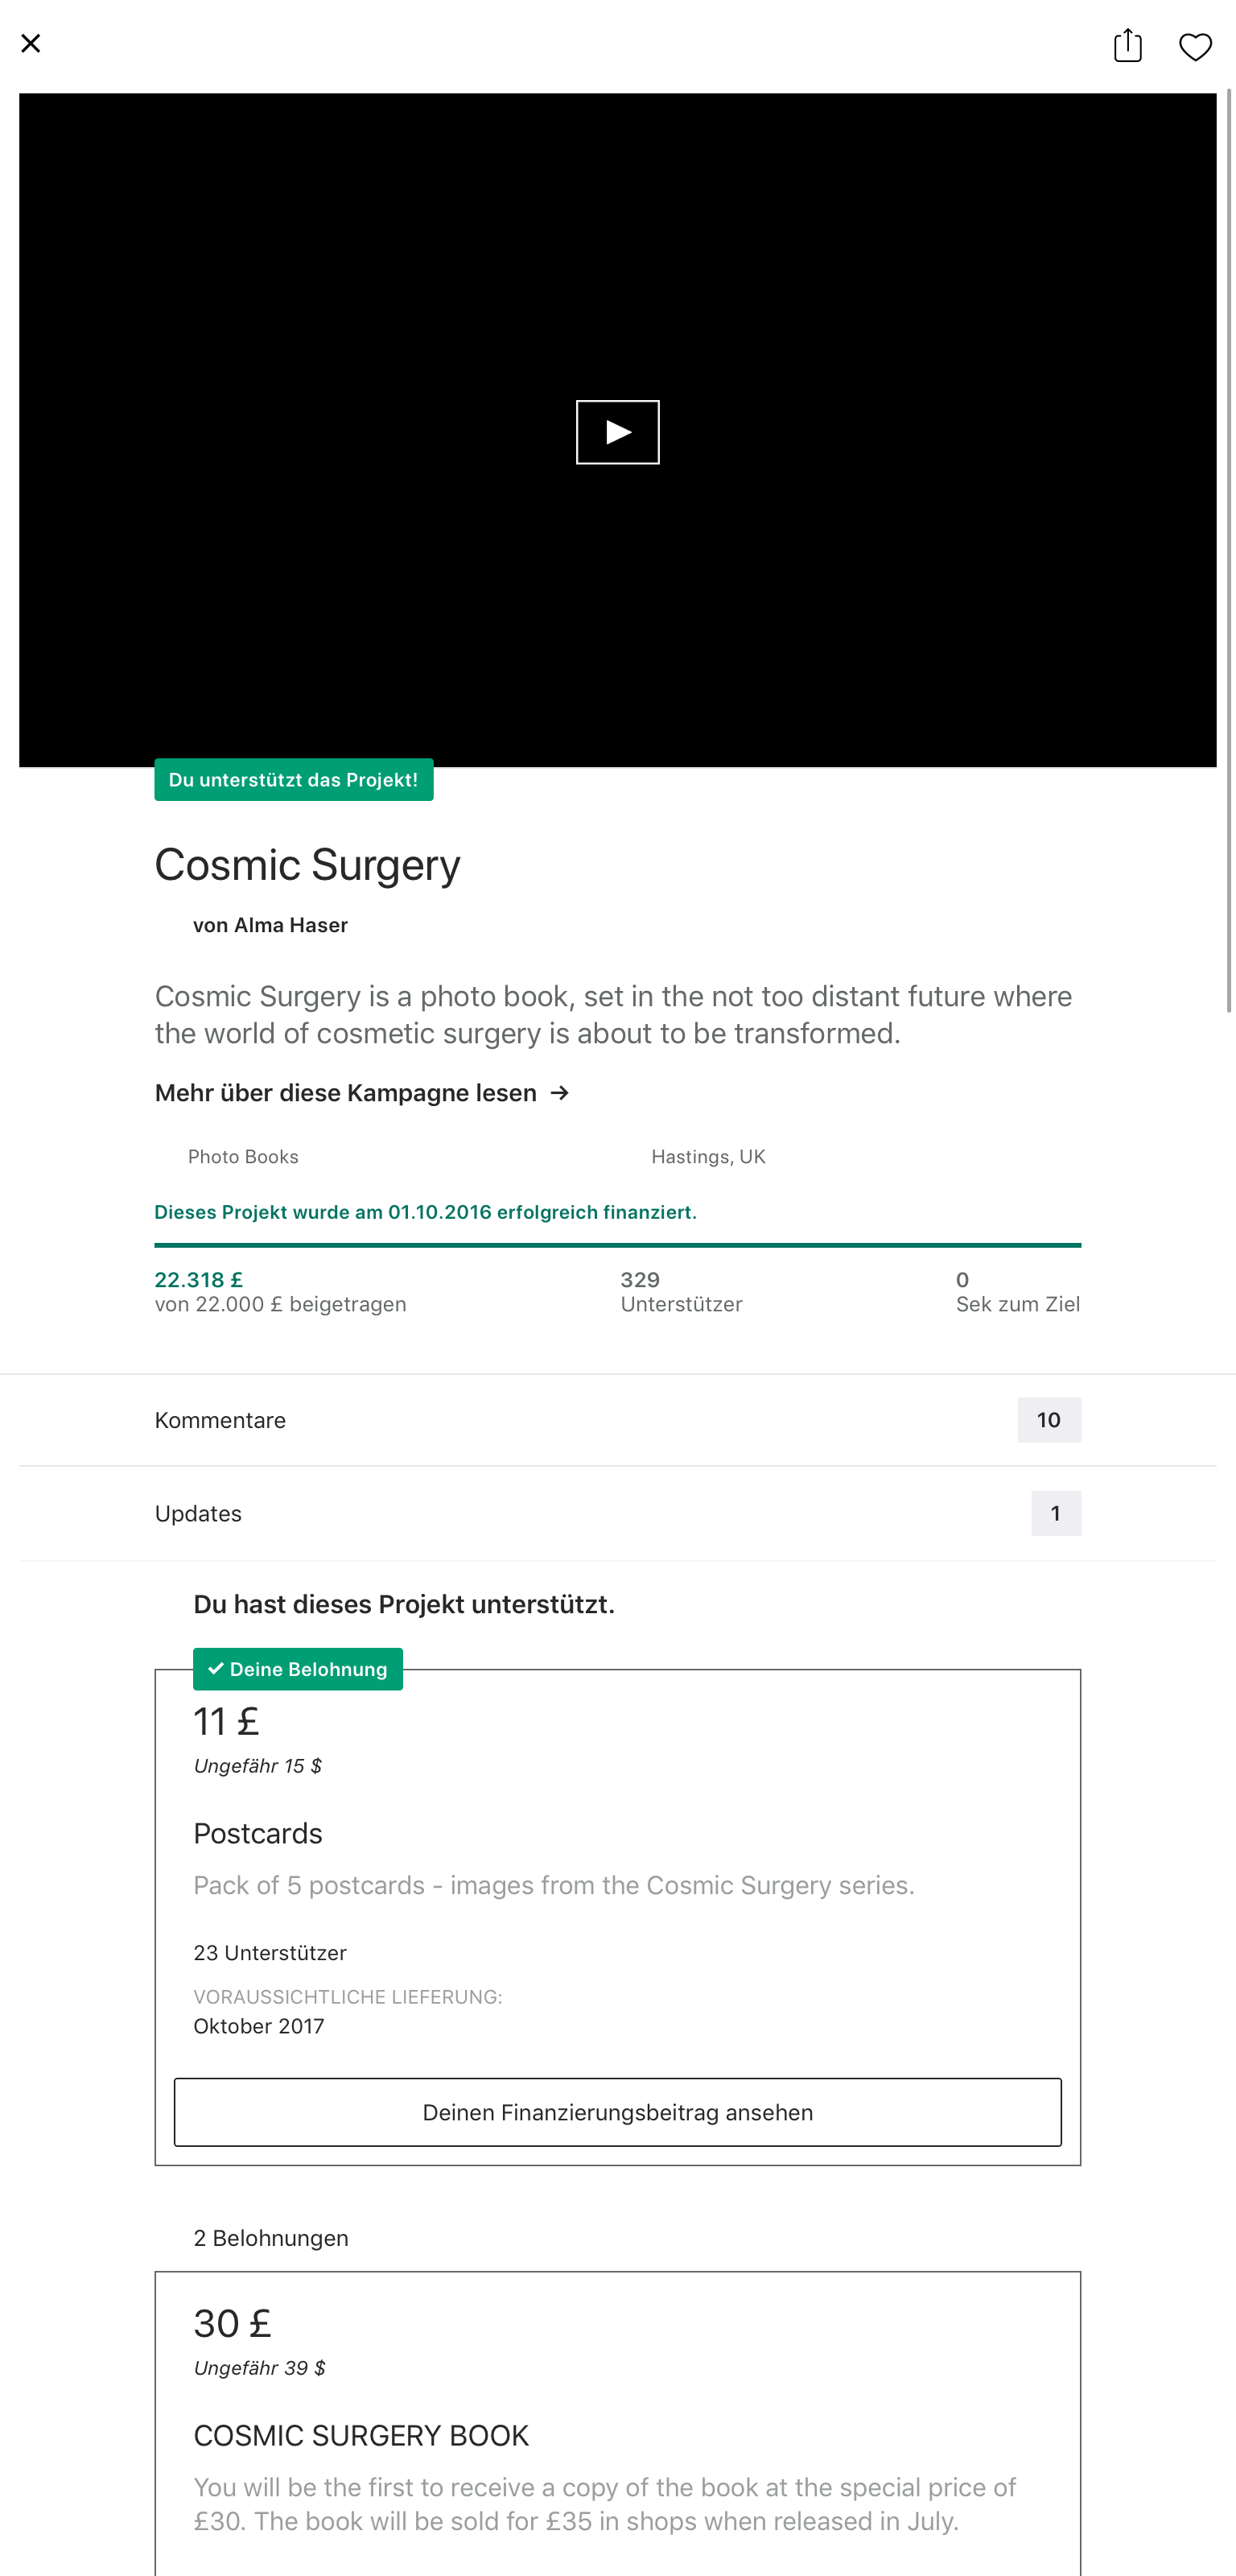 Du unterstützt das Projekt!
Cosmic Surgery
von Alma Haser
Cosmic Surgery is a photo book, set in the not too distant future where
the world of cosmetic surgery is about to be transformed.
Mehr über diese Kampagne lesen →
Photo Books
Hastings, UK
Dieses Projekt wurde am 01.10.2016 erfolgreich finanziert.
22.318 £
von 22.000 £ beigetragen
329
Unterstützer
0
Sek zum Ziel
Kommentare
10
Updates
1
Du hast dieses Projekt unterstützt.
✓ Deine Belohnung
11 £
Ungefähr 15 $
Postcards
Pack of 5 postcards - images from the Cosmic Surgery series.
23 Unterstützer
VORAUSSICHTLICHE LIEFERUNG:
Oktober 2017
Deinen Finanzierungsbeitrag ansehen
2 Belohnungen
30 £
Ungefähr 39 $
COSMIC SURGERY BOOK
You will be the first to receive a copy of the book at the special price of
£30. The book will be sold for £35 in shops when released in July.